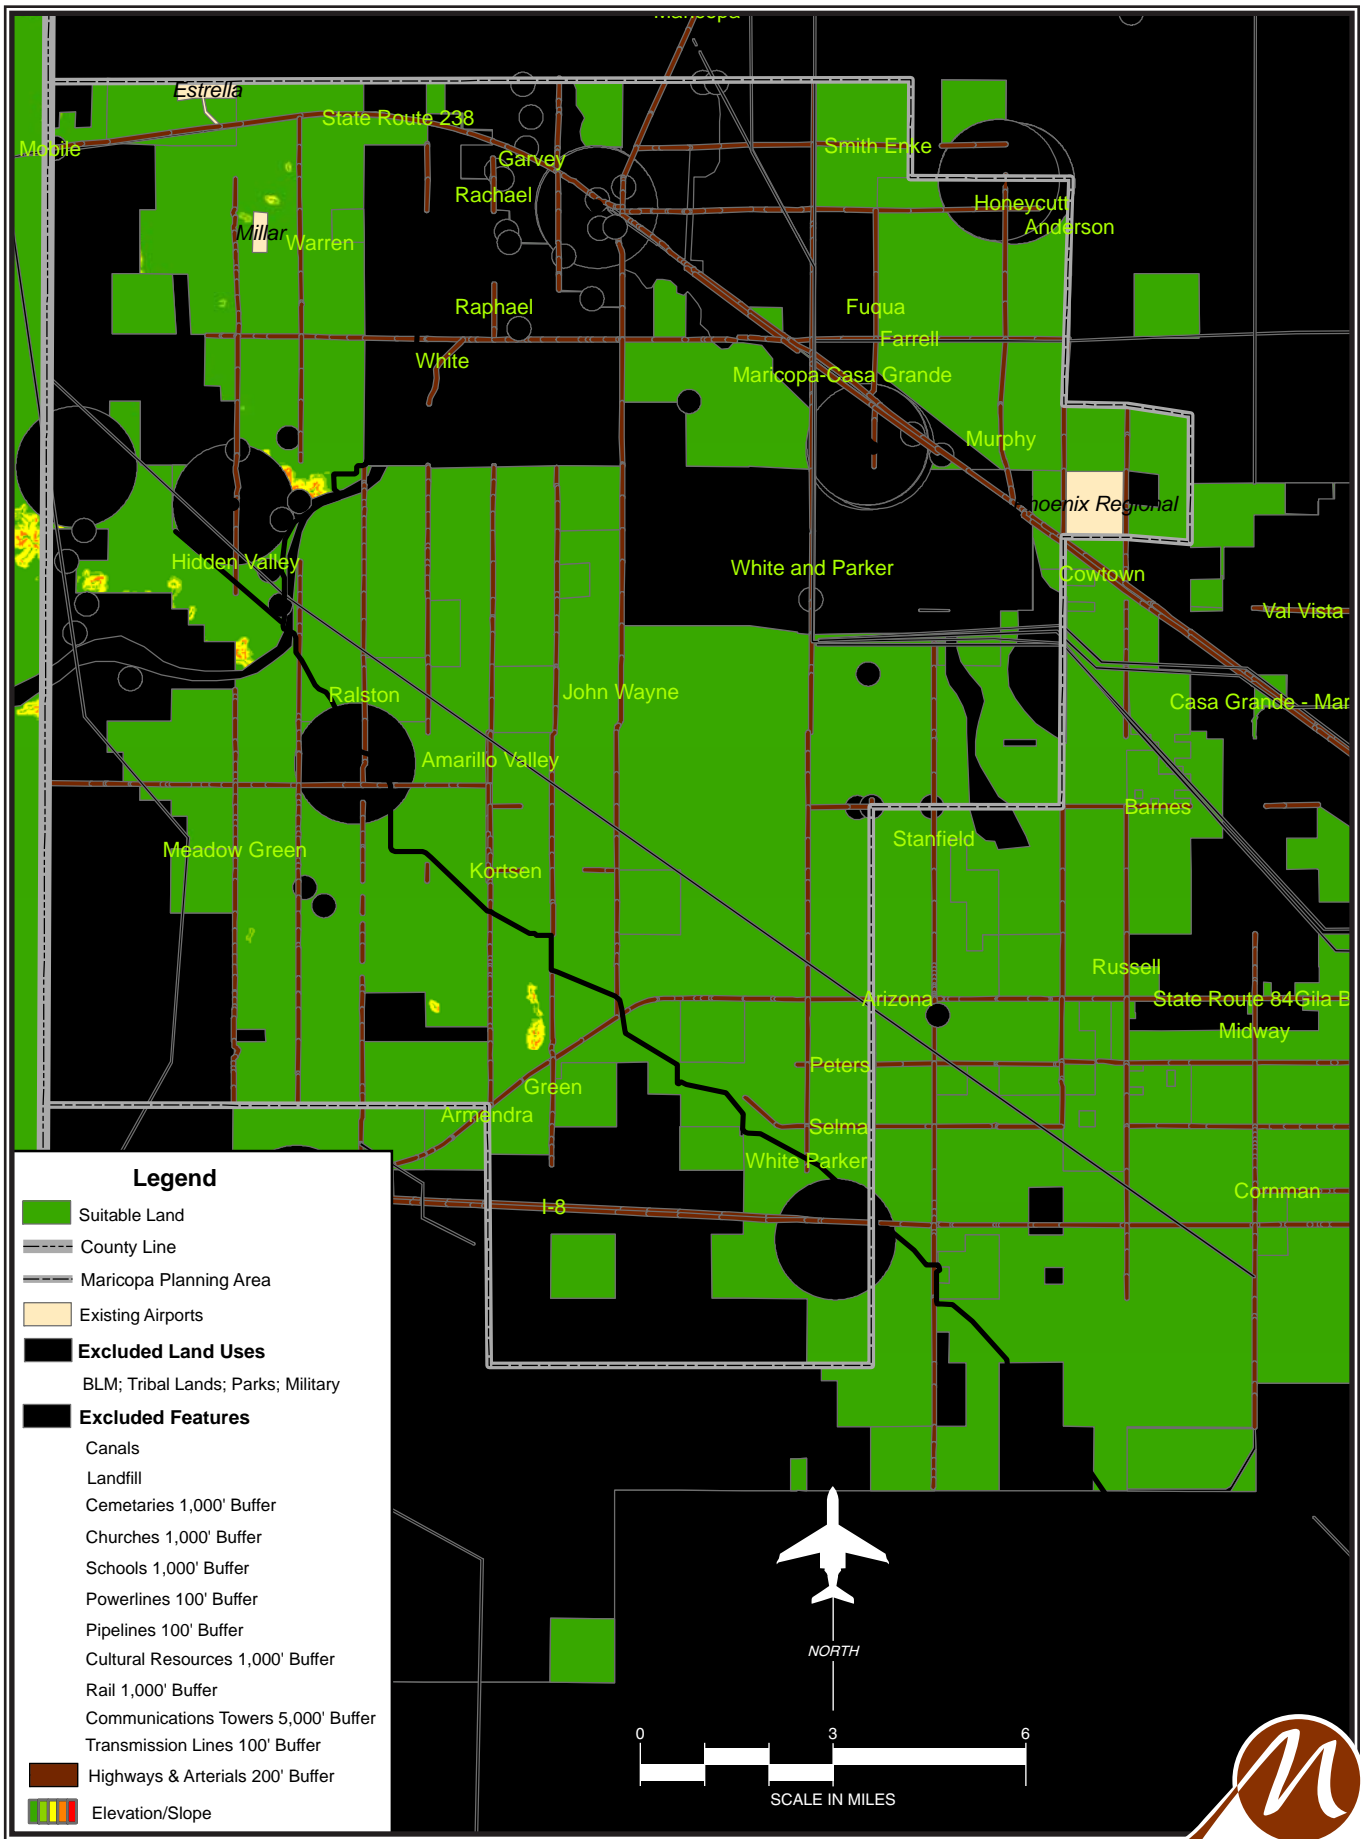 Maricopa
Estrella
State Route 238
Mobile
Smith Enke
Garvey
Rachael
Honeycutt
Anderson
Millar
Warren
Raphael
Fuqua
Farrell
White
Maricopa-Casa Grande
Murphy
hoenix Regional
Hidden Valley
White and Parker
Cowtown
Val Vista
Ralston
John Wayne
Casa Grande - Mar
Amarillo Valley
Barnes
Stanfield
Meadow Green
Kortsen
Russell
Arizona
State Route 84
Gila B
Midway
Peters
Green
Armendra
Selma
White Parker
Cornman
I-8
Legend
Suitable Land
County Line
Maricopa Planning Area
Existing Airports
Excluded Land Uses
BLM; Tribal Lands; Parks; Military
Excluded Features
Canals
Landfill
Cemetaries 1,000' Buffer
Churches 1,000' Buffer
Schools 1,000' Buffer
Powerlines 100' Buffer
Pipelines 100' Buffer
Cultural Resources 1,000' Buffer
Rail 1,000' Buffer
Communications Towers 5,000' Buffer
Transmission Lines 100' Buffer
Highways & Arterials 200' Buffer
Elevation/Slope
NORTH
0 3 6
SCALE IN MILES
M